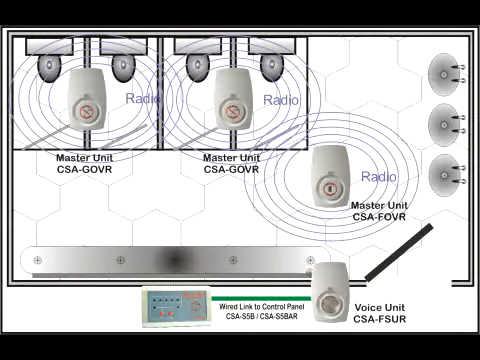 Radio
Radio
Master Unit
CSA-GOVR
Master Unit
CSA-GOVR
Radio
Master Unit
CSA-FOVR
Wired Link to Control Panel
CSA-S5B / CSA-S5BAR
Voice Unit
CSA-FSUR